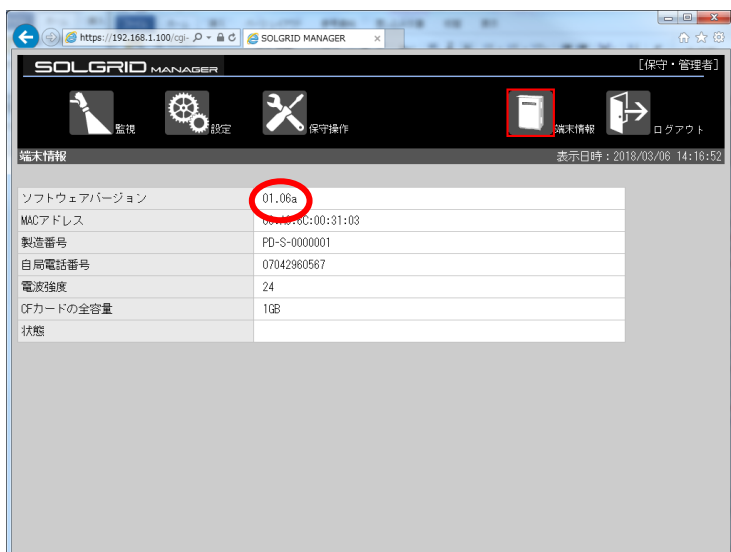 https://192.168.1.100/cgi-
SOLGRID MANAGER
SOLGRID MANAGER
[保守・管理者]
監視
設定
保守操作
端末情報
ログアウト
端末情報
表示日時：2018/03/06 14:16:52
ソフトウェアバージョン 01.06a
MACアドレス :6C:00:31:03
製造番号 PD-S-0000001
自局電話番号 07042960567
電波強度 24
CFカードの全容量 1GB
状態